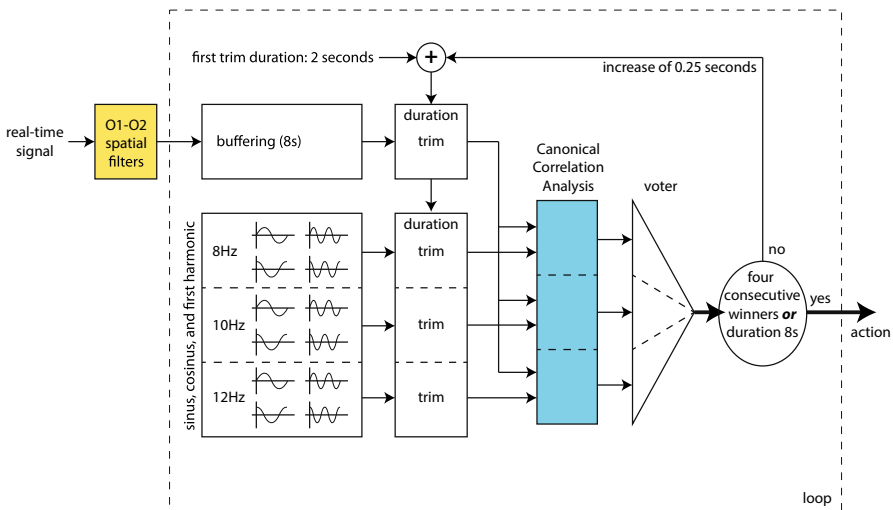 first trim duration: 2 seconds
+
increase of 0.25 seconds
real-time
signal
O1-O2
spatial
filters
buffering (8s)
duration
trim
Canonical
Correlation
Analysis
voter
sinus, cosinus, and first harmonic
8Hz
10Hz
12Hz
duration
trim
trim
trim
no
four
consecutive
winners or
duration 8s
yes
action
loop